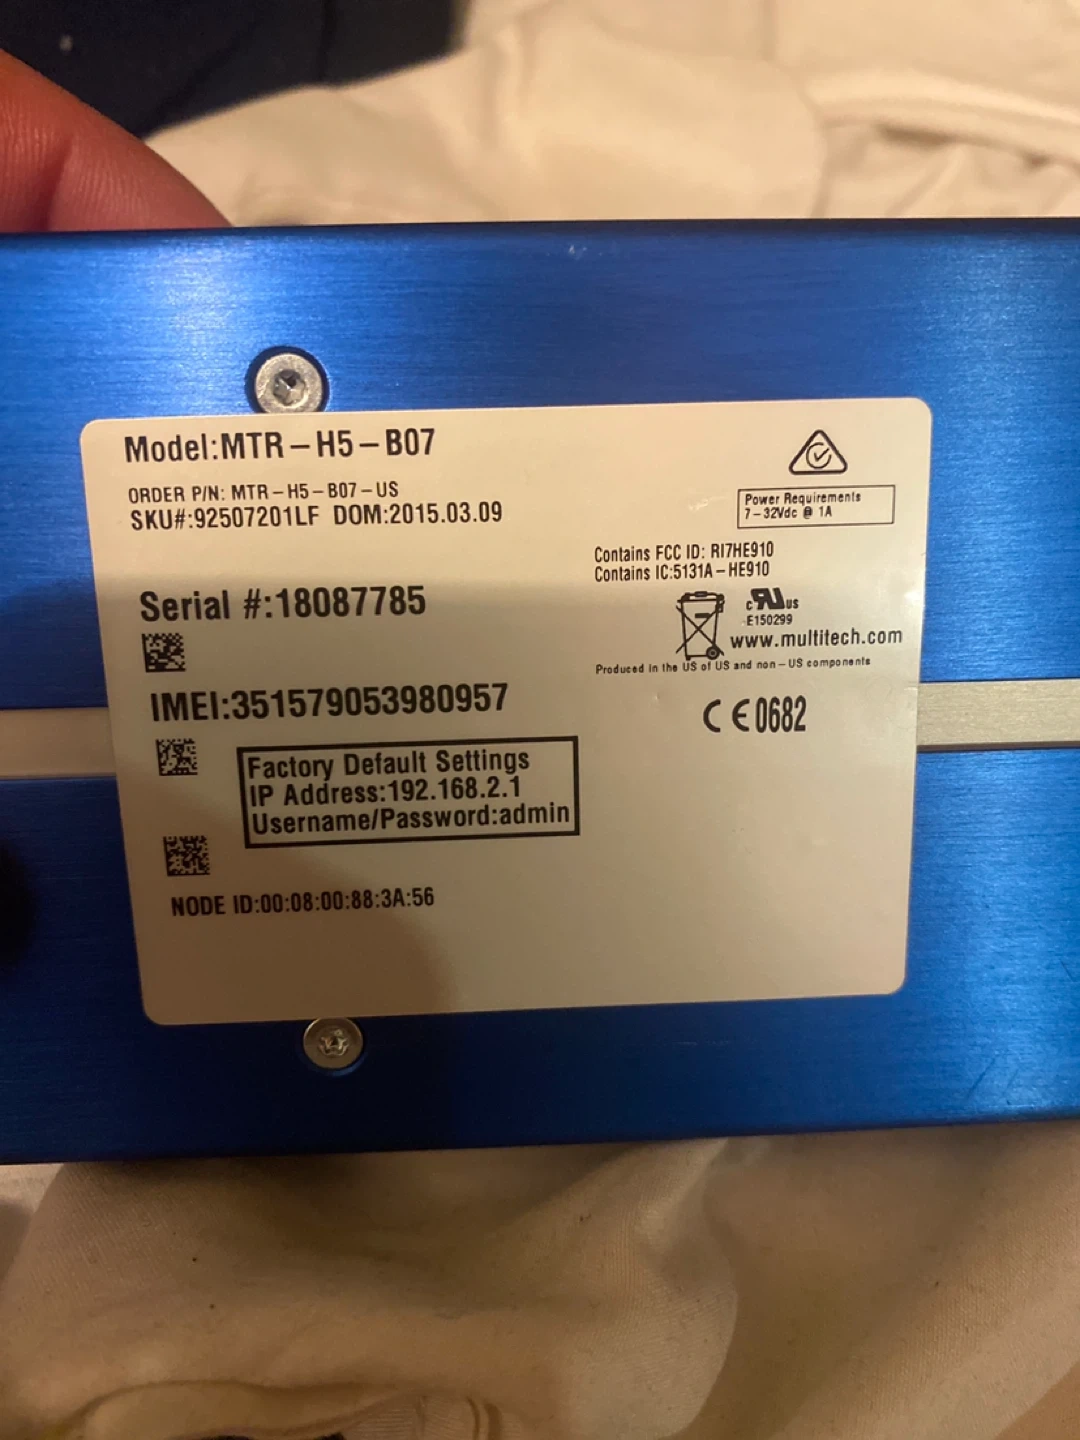 Model:MTR-H5-B07
ORDER P/N: MTR-H5-B07-US
SKU#:92507201LF DOM:2015.03.09
Power Requirements
7-32Vdc @ 1A
Contains FCC ID: RI7HE910
Contains IC:5131A-HE910
Serial #:18087785
c RU us
E150299
www.multitech.com
Produced in the US of US and non-US components
IMEI:351579053980957
CE0682
Factory Default Settings
IP Address:192.168.2.1
Username/Password:admin
NODE ID:00:08:00:88:3A:56